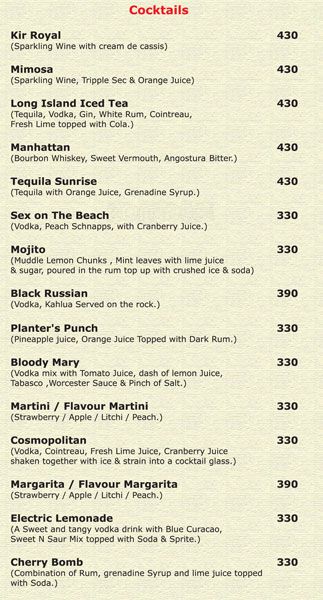 Cocktails
Kir Royal 430
(Sparkling Wine with cream de cassis)
Mimosa 430
(Sparkling Wine, Tripple Sec & Orange Juice)
Long Island Iced Tea 430
(Tequila, Vodka, Gin, White Rum, Cointreau,
Fresh Lime topped with Cola.)
Manhattan 430
(Bourbon Whiskey, Sweet Vermouth, Angostura Bitter.)
Tequila Sunrise 430
(Tequila with Orange Juice, Grenadine Syrup.)
Sex on The Beach 330
(Vodka, Peach Schnapps, with Cranberry Juice.)
Mojito 330
(Muddle Lemon Chunks , Mint leaves with lime juice
& sugar, poured in the rum top up with crushed ice & soda)
Black Russian 390
(Vodka, Kahlua Served on the rock.)
Planter's Punch 330
(Pineapple juice, Orange Juice Topped with Dark Rum.)
Bloody Mary 330
(Vodka mix with Tomato Juice, dash of lemon Juice,
Tabasco ,Worcester Sauce & Pinch of Salt.)
Martini / Flavour Martini 330
(Strawberry / Apple / Litchi / Peach.)
Cosmopolitan 330
(Vodka, Cointreau, Fresh Lime Juice, Cranberry Juice
shaken together with ice & strain into a cocktail glass.)
Margarita / Flavour Margarita 390
(Strawberry / Apple / Litchi / Peach.)
Electric Lemonade 330
(A Sweet and tangy vodka drink with Blue Curacao,
Sweet N Saur Mix topped with Soda & Sprite.)
Cherry Bomb 330
(Combination of Rum, grenadine Syrup and lime juice topped
with Soda.)